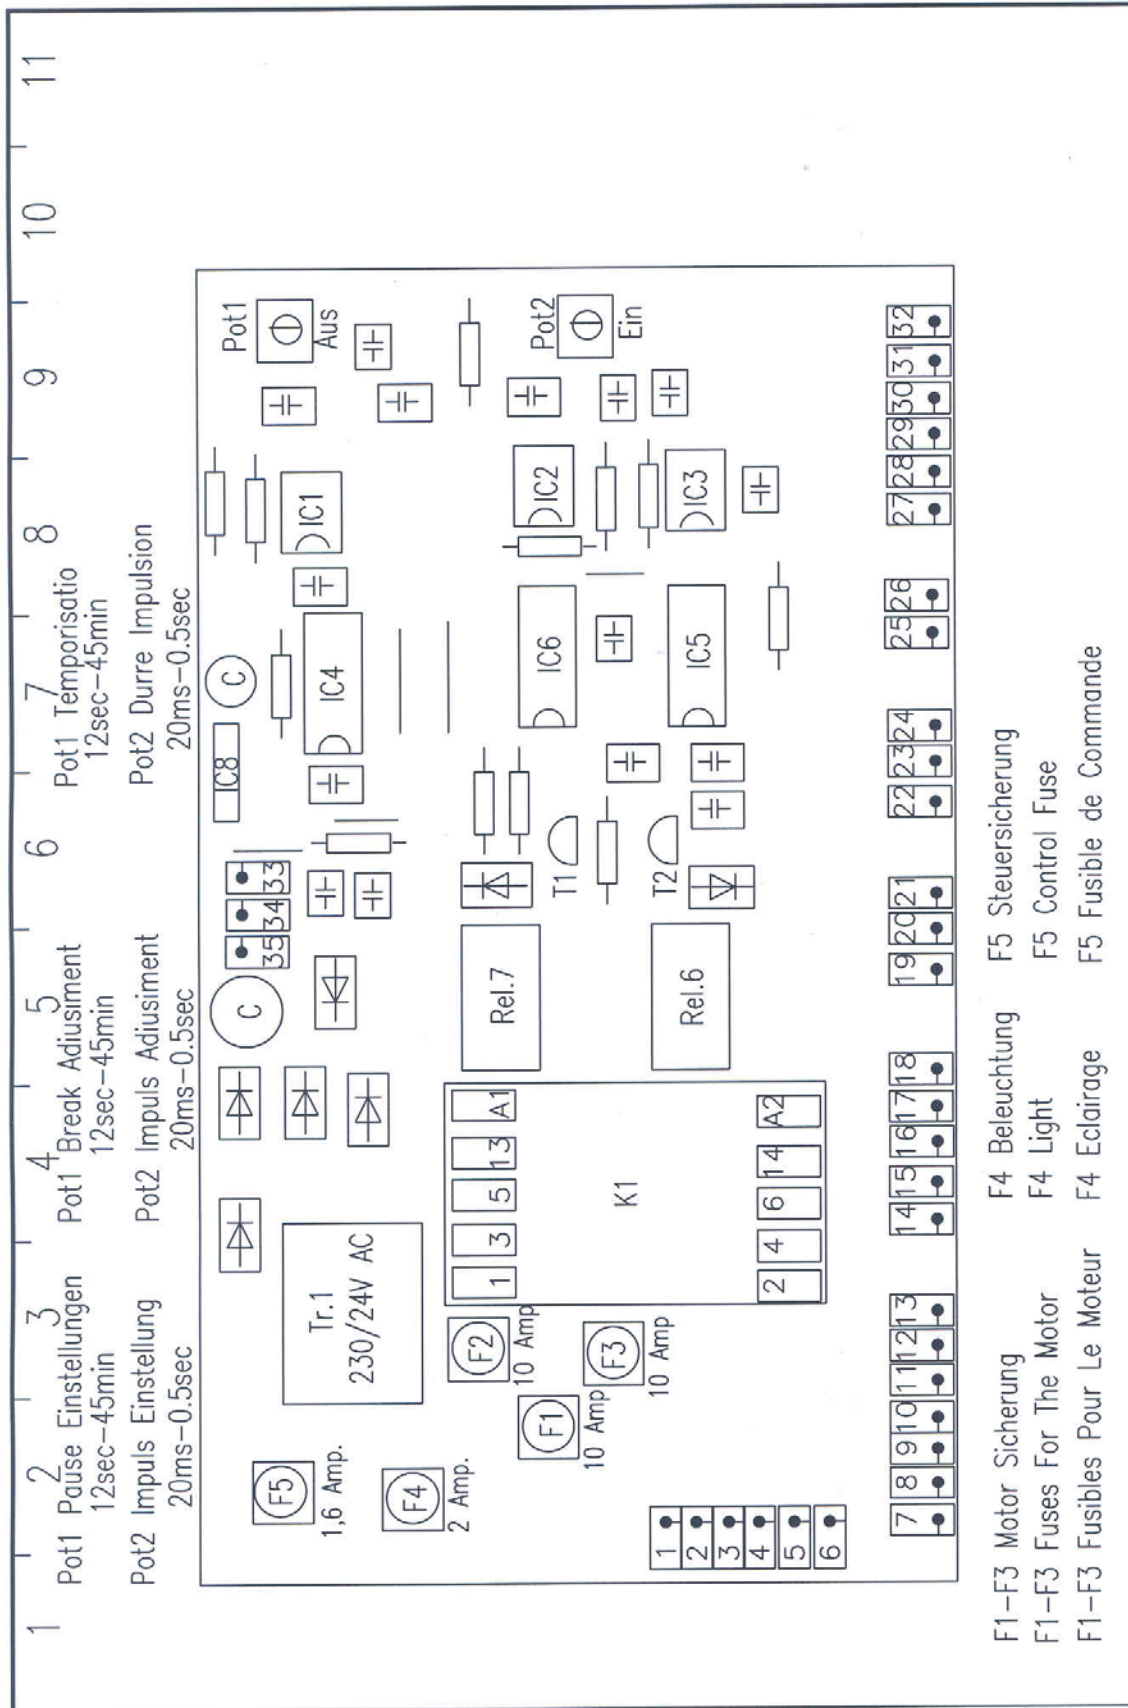 1 2 3 4 5 6 7 8 9 10 11
Pot1 Pause Einstellungen
12sec-45min
Pot2 Impuls Einstellung
20ms-0.5sec
Pot1 Break Adiusiment
12sec-45min
Pot2 Impuls Adiusiment
20ms-0.5sec
Pot1 Temporisatio
12sec-45min
Pot2 Durre Impulsion
20ms-0.5sec
C
35 34 33
IC8
C
Pot1
Aus
F5
1,6 Amp.
Tr.1
230/24V AC
IC4
IC1
F4
2 Amp.
F2
10 Amp
1 3 5 13 A1
Rel.7
T1
IC6
IC2
Pot2
Ein
F1
10 Amp
F3
10 Amp
K1
Rel.6
T2
IC5
IC3
2 4 6 14 A2
1
2
3
4
5
6
7 8 9 10 11 12 13 14 15 16 17 18 19 20 21 22 23 24 25 26 27 28 29 30 31 32
F1-F3 Motor Sicherung
F1-F3 Fuses For The Motor
F1-F3 Fusibles Pour Le Moteur
F4 Beleuchtung
F4 Light
F4 Eclairage
F5 Steuersicherung
F5 Control Fuse
F5 Fusible de Commande